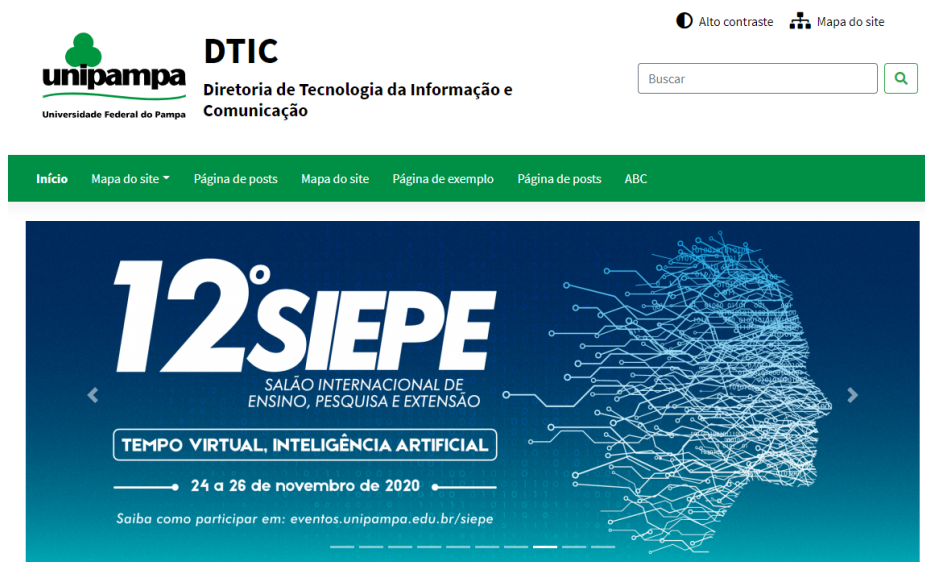 Alto contraste
Mapa do site
unipampa
Universidade Federal do Pampa
DTIC
Diretoria de Tecnologia da Informação e
Comunicação
Buscar
Início Mapa do site Página de posts Mapa do site Página de exemplo Página de posts ABC
12º SIEPE
SALÃO INTERNACIONAL DE
ENSINO, PESQUISA E EXTENSÃO
TEMPO VIRTUAL, INTELIGÊNCIA ARTIFICIAL
24 a 26 de novembro de 2020
Saiba como participar em: eventos.unipampa.edu.br/siepe